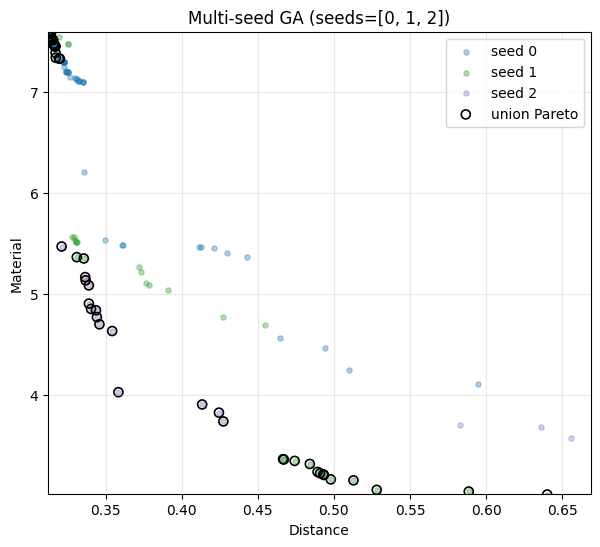 Multi-seed GA (seeds=[0, 1, 2])
seed 0
seed 1
seed 2
union Pareto
7
6
5
4
Material
0.35
0.40
0.45
0.50
0.55
0.60
0.65
Distance